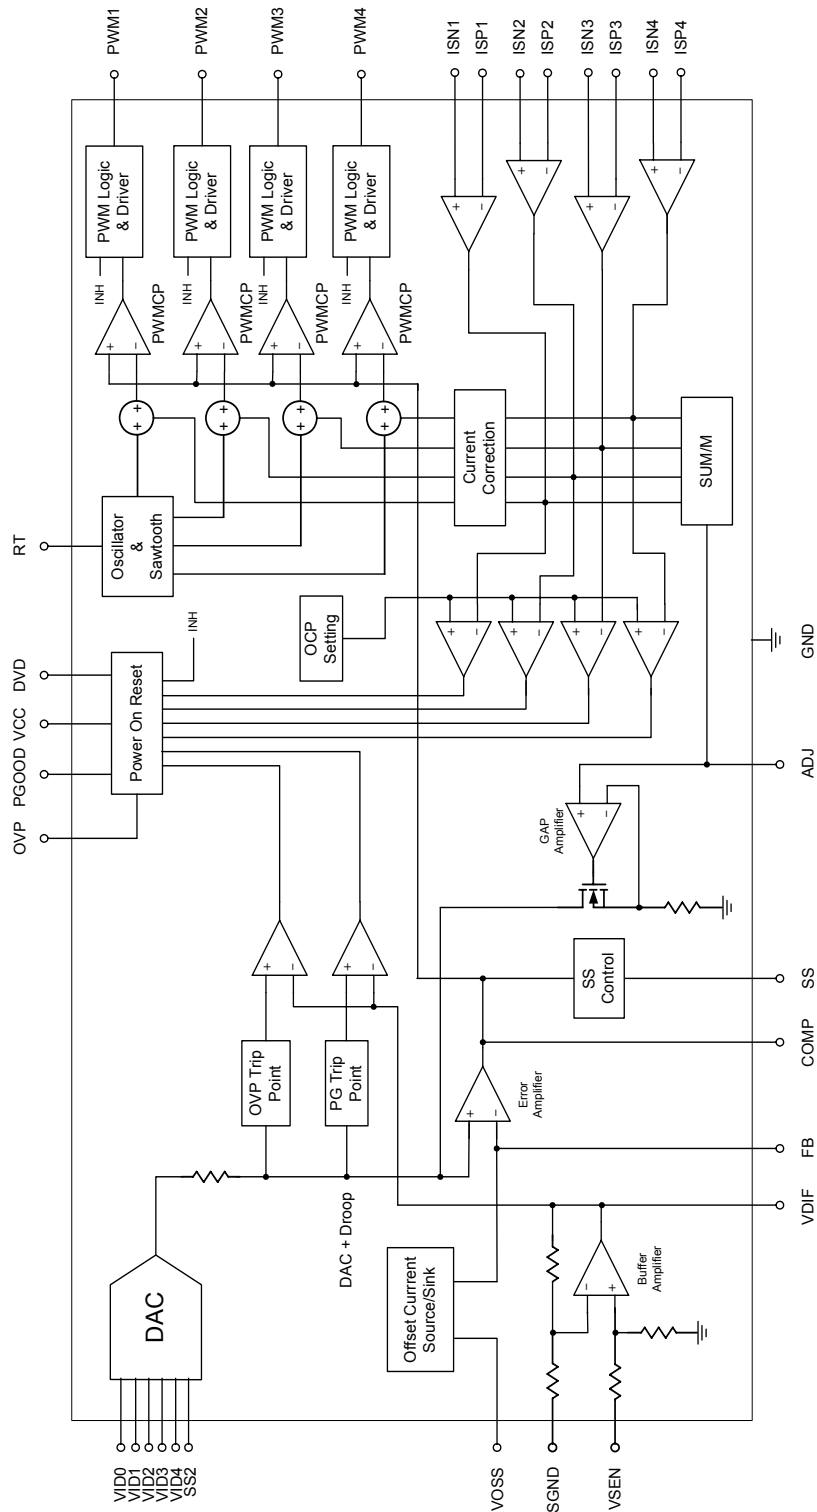 PWM1
PWM2
PWM3
PWM4
ISN1
ISP1
ISN2
ISP2
ISN3
ISP3
ISN4
ISP4
PWM Logic
& Driver
PWM Logic
& Driver
PWM Logic
& Driver
PWM Logic
& Driver
INH
INH
INH
INH
+
−
PWMCP
+
−
PWMCP
+
−
PWMCP
+
−
PWMCP
+
−
+
−
+
−
+
−
+ +
+ +
+ +
+ +
Current
Correction
SUM/M
RT
Oscillator
&
Sawtooth
OCP
Setting
INH
+
−
+
−
+
−
+
−
DVD
VCC
PGOOD
OVP
Power On Reset
GND
ADJ
GAP
Amplifier
+
−
+
−
+
−
SS
Control
SS
COMP
OVP Trip
Point
PG Trip
Point
+
−
Error
Amplifier
FB
VDIF
DAC + Droop
DAC
Offset Currrent
Source/Sink
−
+
Buffer
Amplifier
VID0
VID1
VID2
VID3
VID4
SS2
VOSS
SGND
VSEN